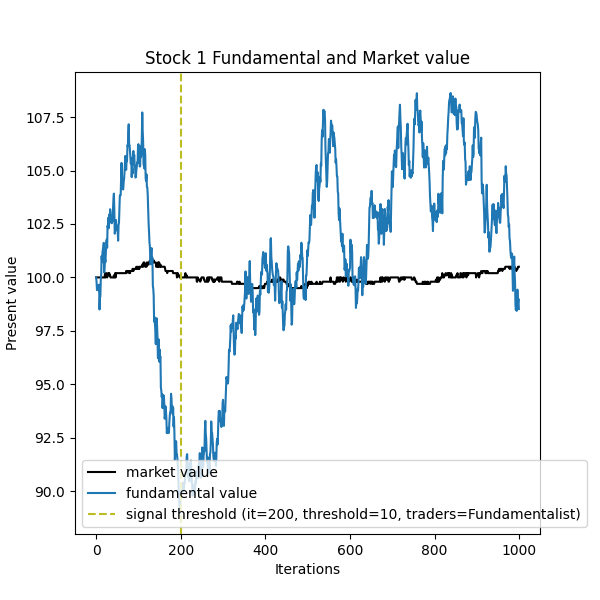 Stock 1 Fundamental and Market value
Present value
107.5
105.0
102.5
100.0
97.5
95.0
92.5
90.0
market value
fundamental value
signal threshold (it=200, threshold=10, traders=Fundamentalist)
0 200 400 600 800 1000
Iterations